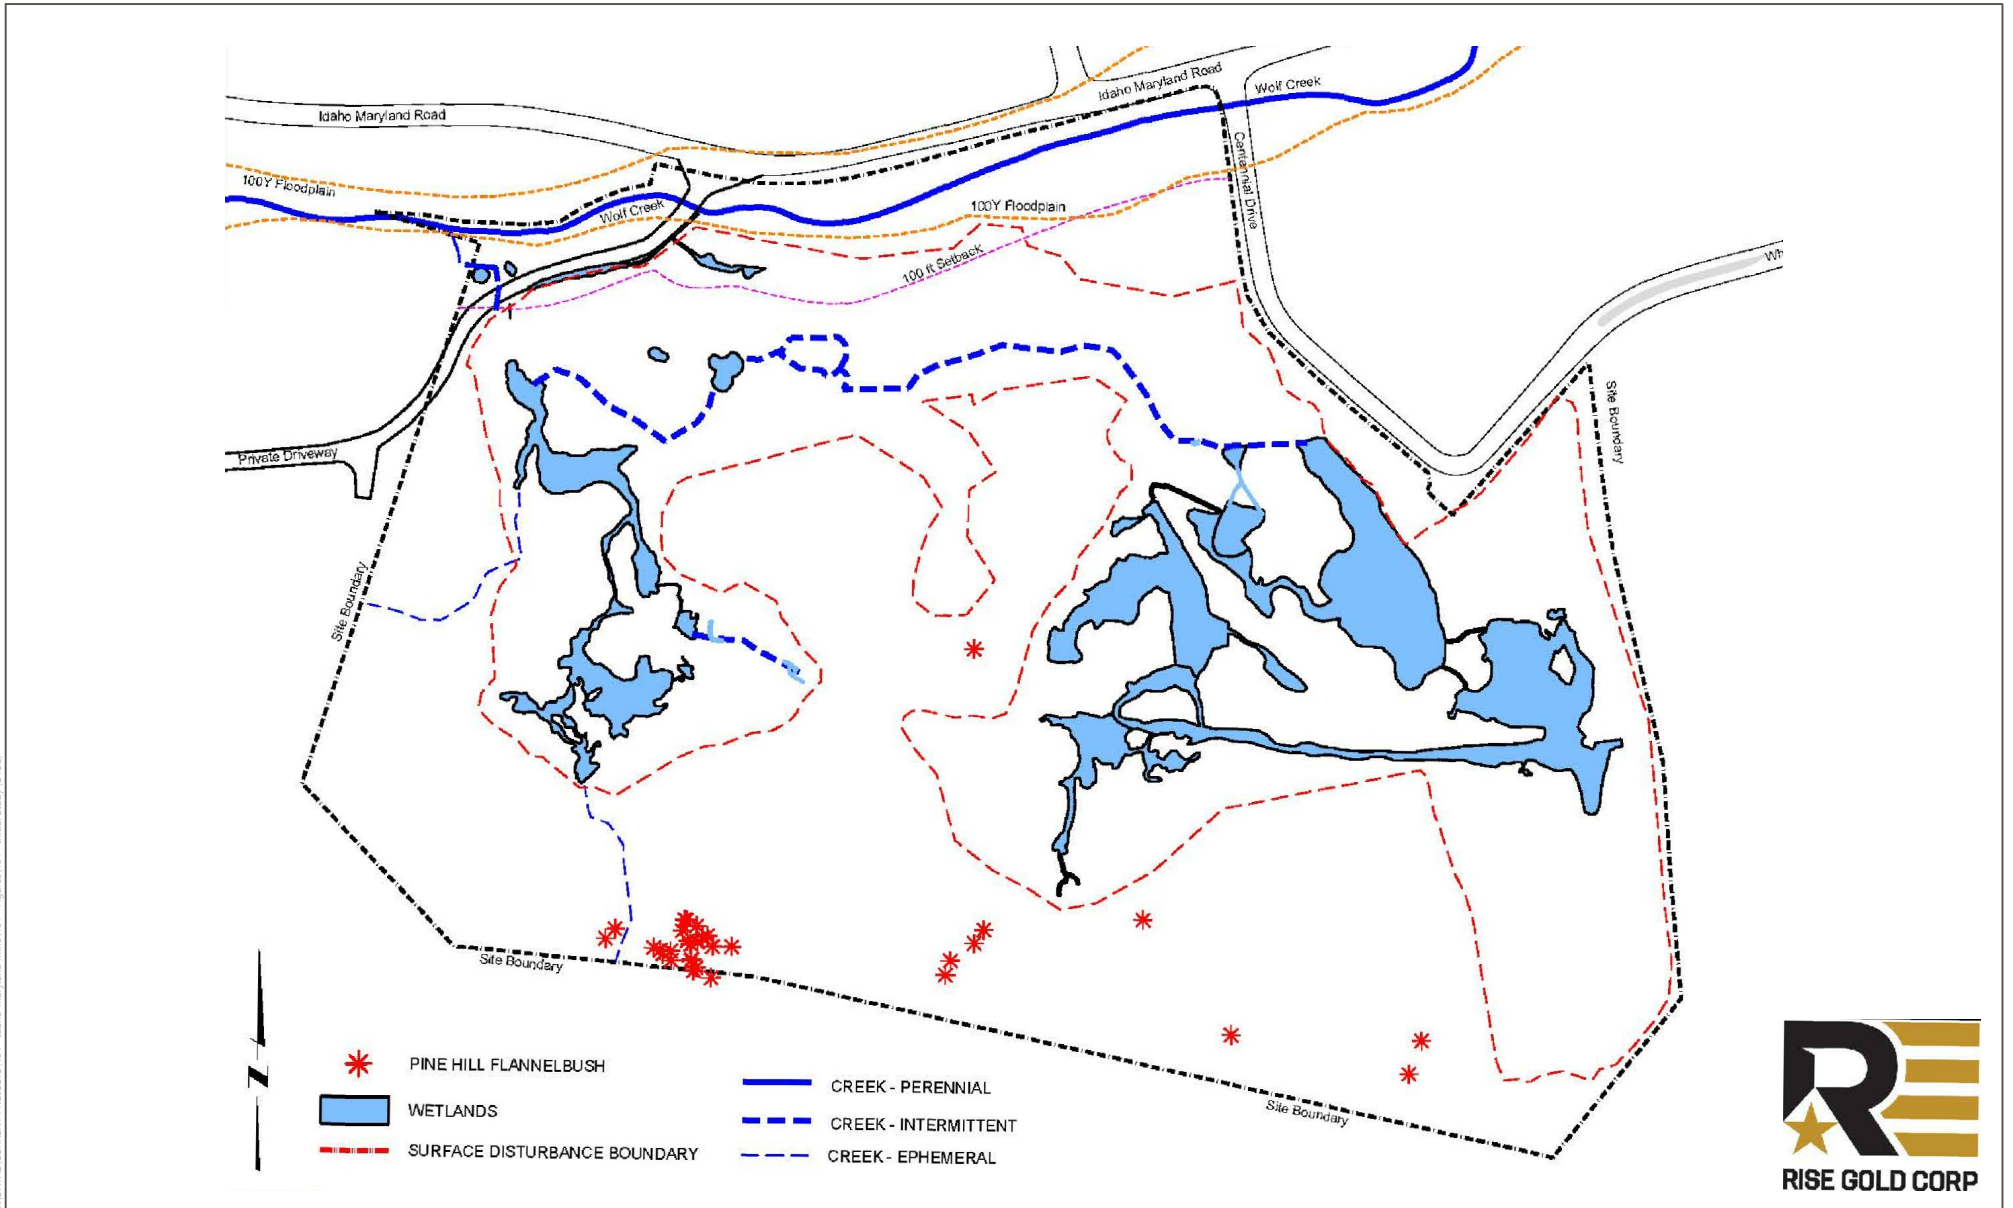 Idaho Maryland Road
Wolf Creek
Idaho Maryland Road
Centennial Drive
100Y Floodplain
Wolf Creek
100Y Floodplain
100 ft Setback
Wh
Site Boundary
Private Driveway
Site Boundary
Site Boundary
Site Boundary
N
PINE HILL FLANNELBUSH
WETLANDS
SURFACE DISTURBANCE BOUNDARY
CREEK - PERENNIAL
CREEK - INTERMITTENT
CREEK - EPHEMERAL
RISE GOLD CORP